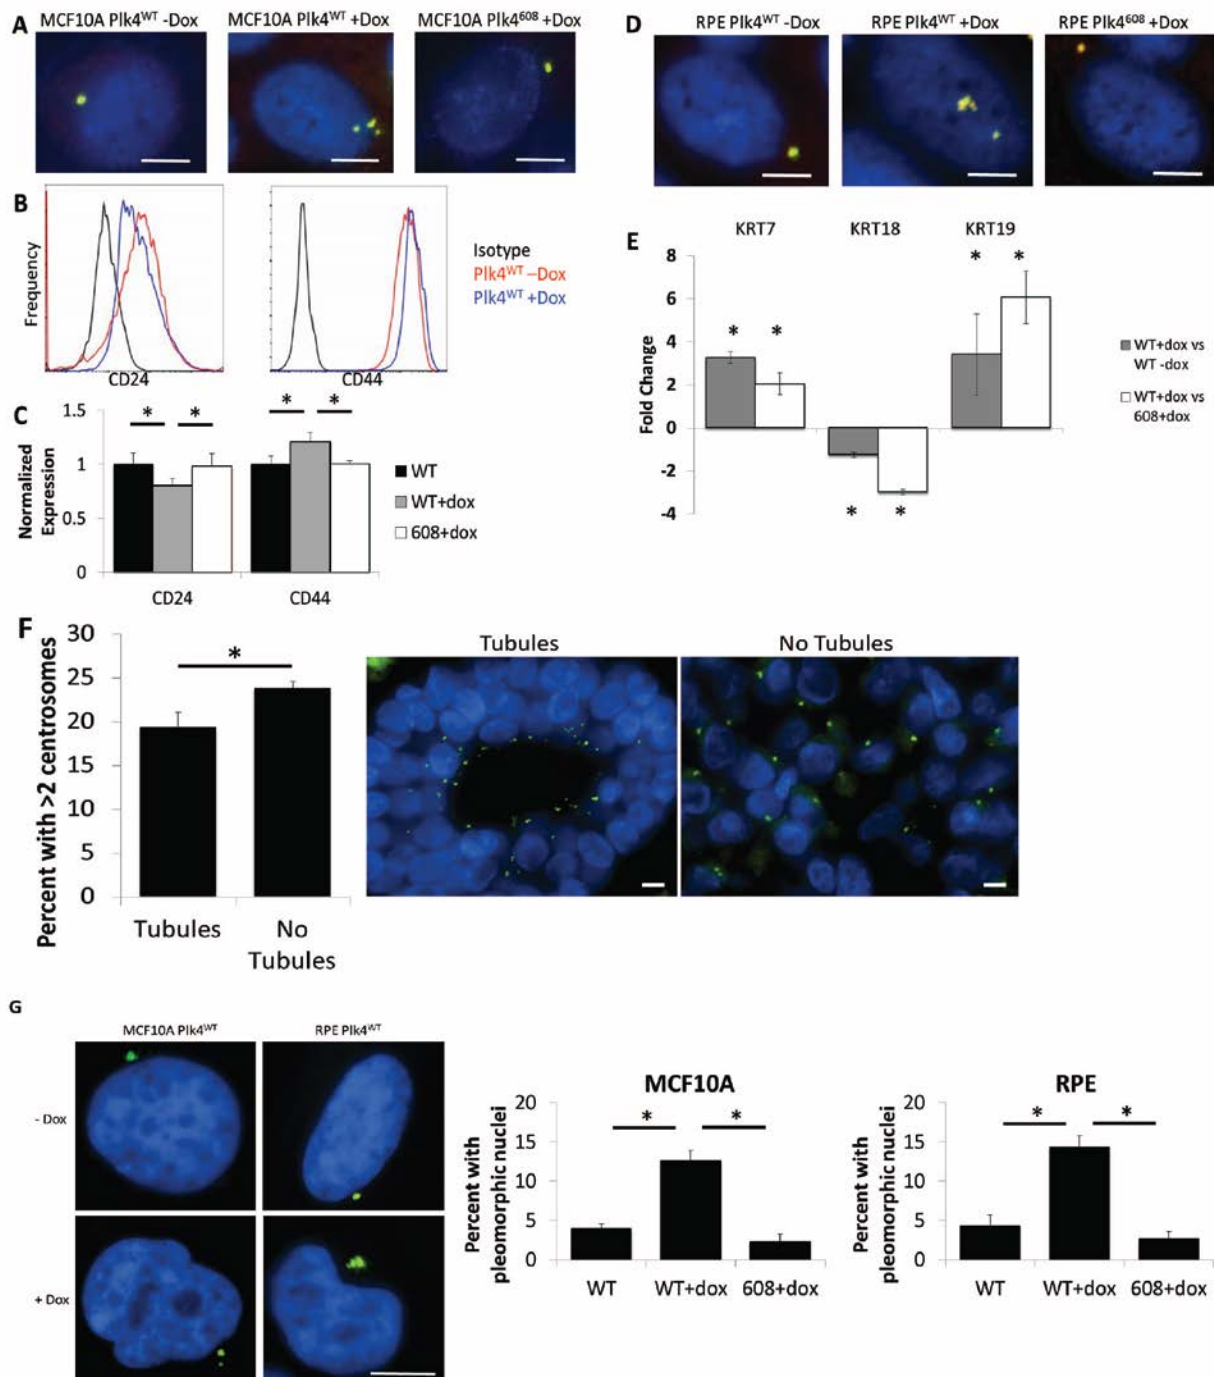 A
MCF10A Plk4WT -Dox
MCF10A Plk4WT +Dox
MCF10A Plk4608 +Dox
D
RPE Plk4WT -Dox
RPE Plk4WT +Dox
RPE Plk4608 +Dox
B
Frequency
CD24
CD44
Isotype
Plk4WT –Dox
Plk4WT +Dox
E
KRT7
KRT18
KRT19
Fold Change
8
6
4
2
0
-2
-4
* *
* *
* *
WT+dox vs
WT -dox
WT+dox vs
608+dox
C
Normalized
Expression
1.5
1
0.5
0
* *
* *
CD24
CD44
WT
WT+dox
608+dox
F
Percent with >2 centrosomes
30
25
20
15
10
5
0
*
Tubules
No
Tubules
Tubules
No Tubules
G
MCF10A Plk4WT
RPE Plk4WT
- Dox
+ Dox
MCF10A
Percent with
pleomorphic nuclei
20
15
10
5
0
* *
WT
WT+dox
608+dox
RPE
Percent with
pleomorphic nuclei
20
15
10
5
0
* *
WT
WT+dox
608+dox